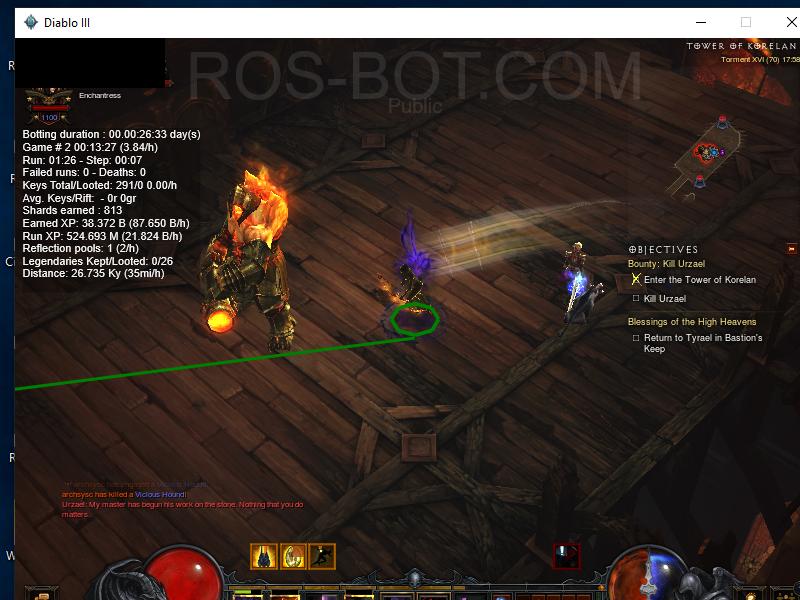 Diablo III
TOWER OF KORELAN
Torment XVI (70) 17:58
ROS-BOT.COM
Public
Enchantress
1100
Botting duration : 00.00:26:33 day(s)
Game # 2 00:13:27 (3.84/h)
Run: 01:26 - Step: 00:07
Failed runs: 0 - Deaths: 0
Keys Total/Looted: 291/0 0.00/h
Avg. Keys/Rift:  - 0r 0gr
Shards earned : 813
Earned XP: 38.372 B (87.650 B/h)
Run XP: 524.693 M (21.824 B/h)
Reflection pools: 1 (2/h)
Legendaries Kept/Looted: 0/26
Distance: 26.735 Ky (35mi/h)
OBJECTIVES
Bounty: Kill Urzael
Enter the Tower of Korelan
Kill Urzael
Blessings of the High Heavens
Return to Tyrael in Bastion's
Keep
archsysc has engaged a Vicious Hound!
archsysc has killed a Vicious Hound!
Urzael: My master has begun his work on the stone. Nothing that you do
matters.